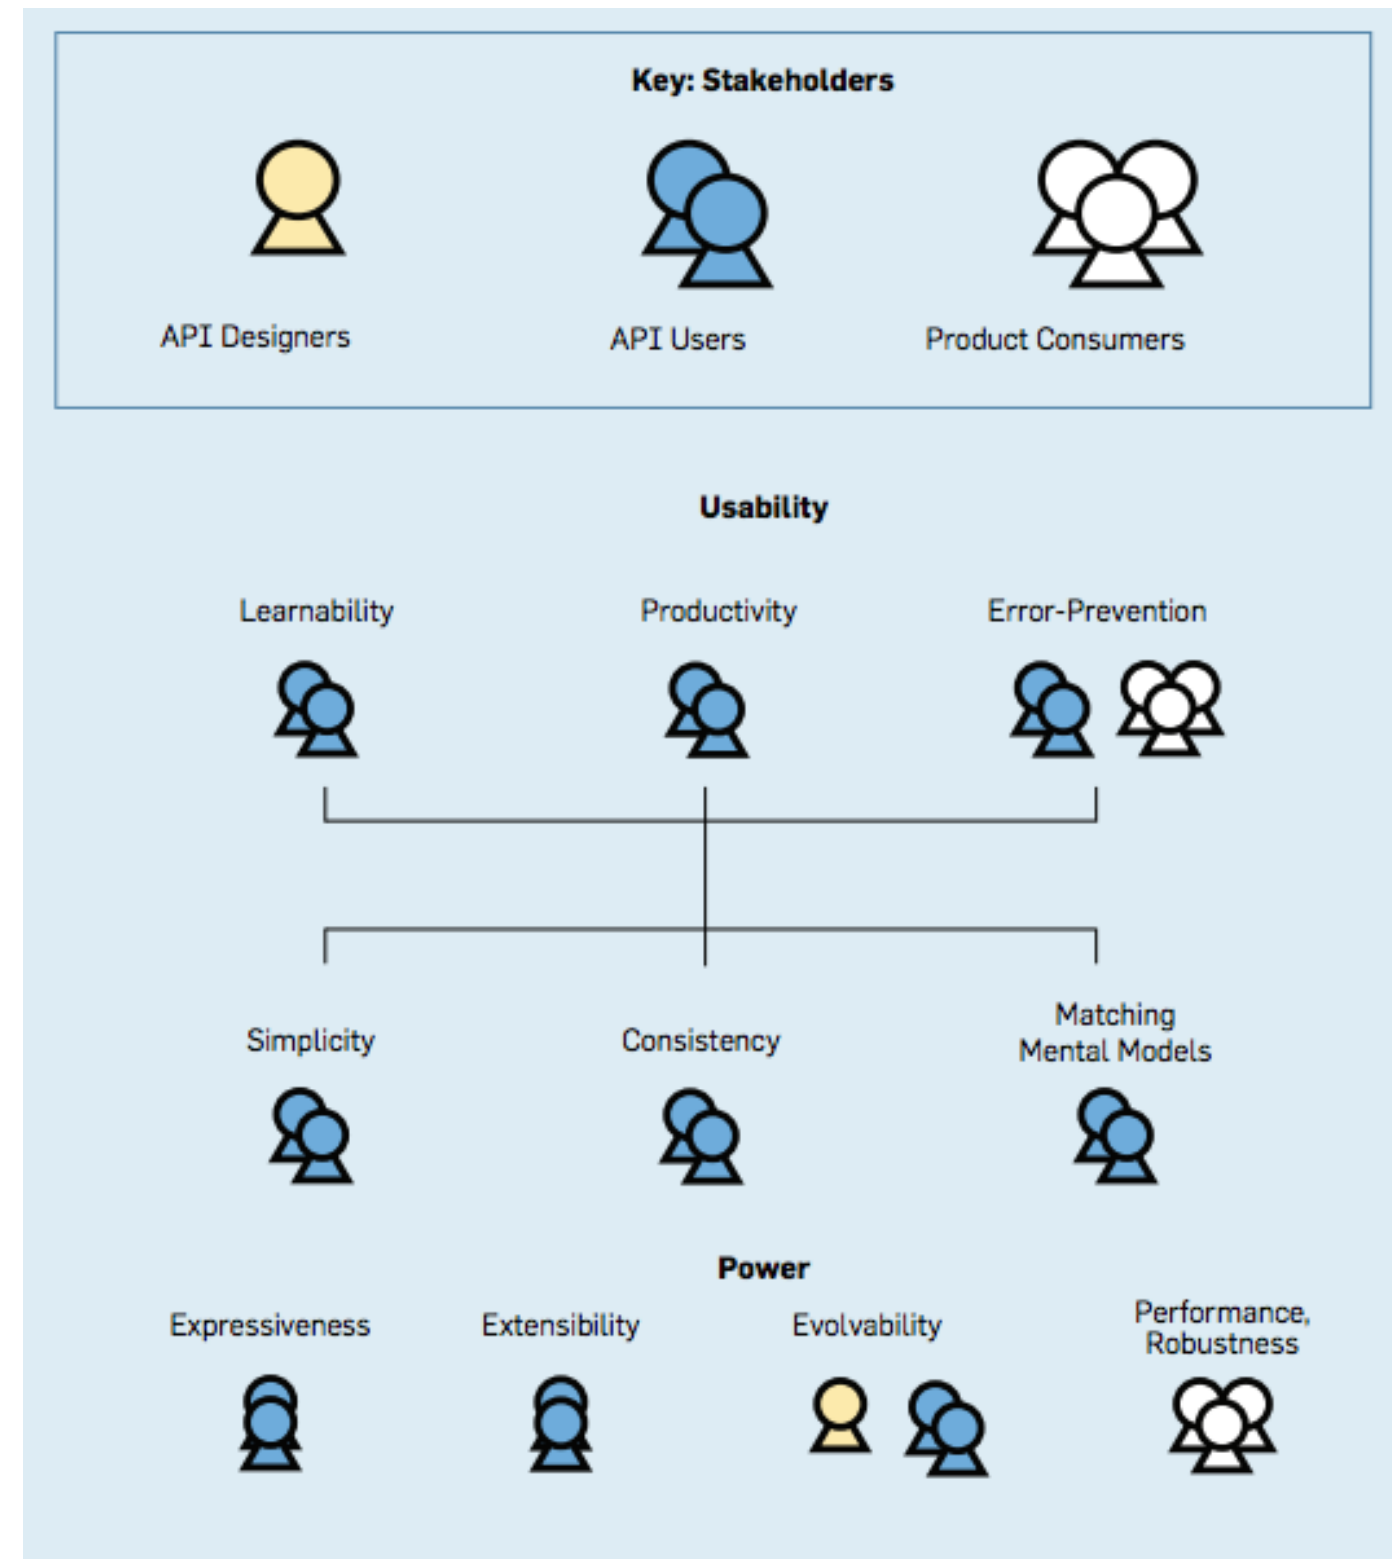 Key: Stakeholders
API Designers
API Users
Product Consumers
Usability
Learnability
Productivity
Error-Prevention
Simplicity
Consistency
Matching
Mental Models
Power
Expressiveness
Extensibility
Evolvability
Performance,
Robustness